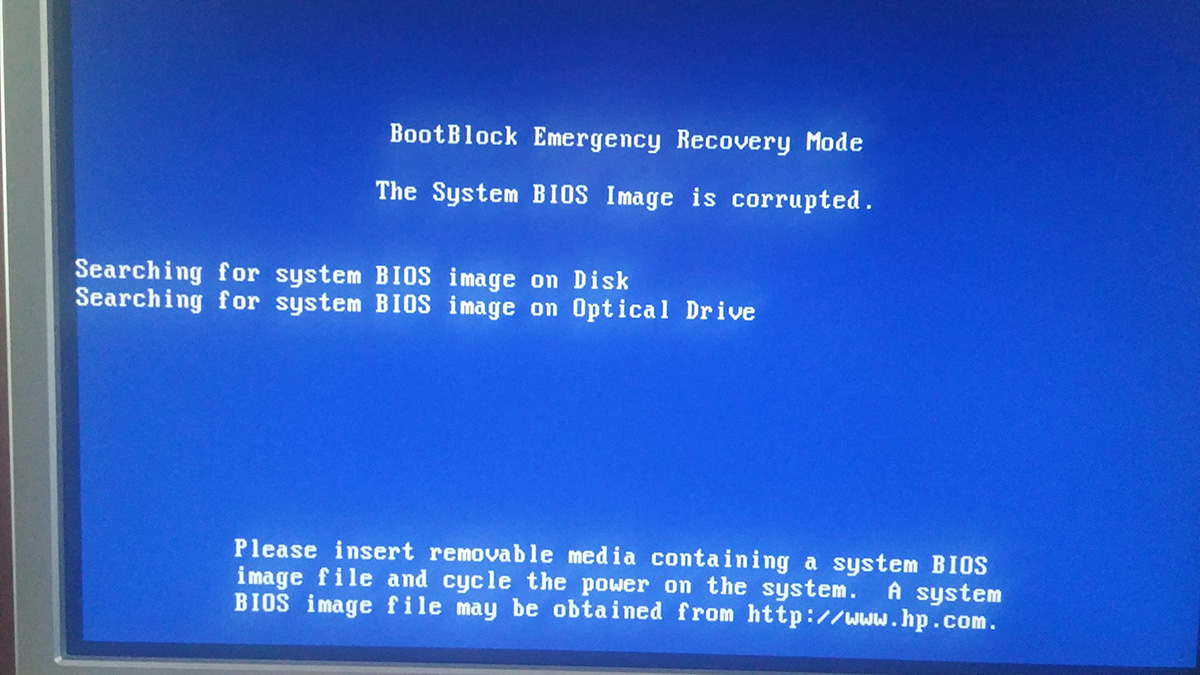 BootBlock Emergency Recovery Mode
The System BIOS Image is corrupted.
Searching for system BIOS image on Disk
Searching for system BIOS image on Optical Drive
Please insert removable media containing a system BIOS
image file and cycle the power on the system.  A system
BIOS image file may be obtained from http://www.hp.com.